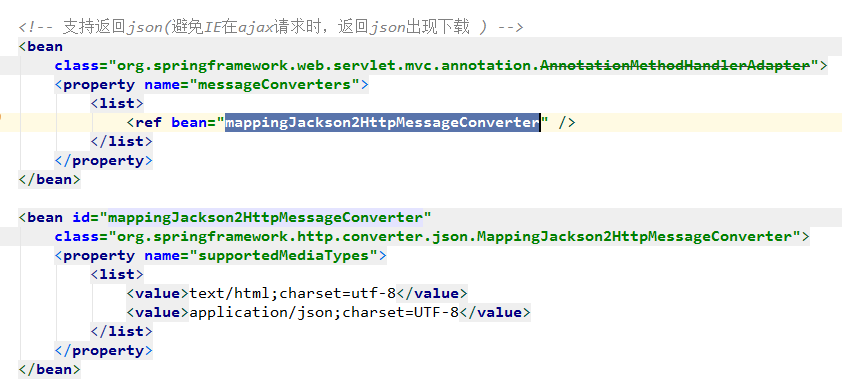 <!-- 支持返回json(避免IE在ajax请求时，返回json出现下载 ) -->
<bean
class="org.springframework.web.servlet.mvc.annotation.AnnotationMethodHandlerAdapter">
<property name="messageConverters">
<list>
<ref bean="mappingJackson2HttpMessageConverter" />
</list>
</property>
</bean>
<bean id="mappingJackson2HttpMessageConverter"
class="org.springframework.http.converter.json.MappingJackson2HttpMessageConverter">
<property name="supportedMediaTypes">
<list>
<value>text/html;charset=utf-8</value>
<value>application/json;charset=UTF-8</value>
</list>
</property>
</bean>